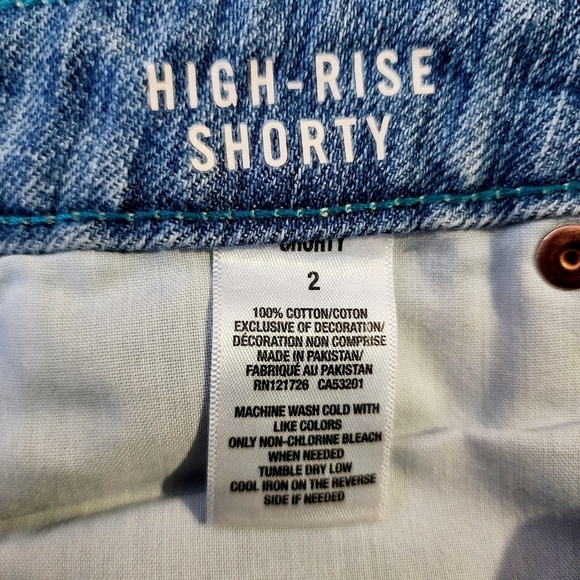 HIGH-RISE
SHORTY
SHORTY
2
100% COTTON/COTON
EXCLUSIVE OF DECORATION/
DÉCORATION NON COMPRISE
MADE IN PAKISTAN/
FABRIQUÉ AU PAKISTAN
RN121726 CA53201
MACHINE WASH COLD WITH
LIKE COLORS
ONLY NON-CHLORINE BLEACH
WHEN NEEDED
TUMBLE DRY LOW
COOL IRON ON THE REVERSE
SIDE IF NEEDED